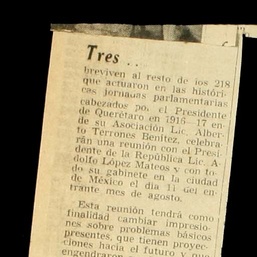 Tres . .
breviven al resto de los 218
que actuaron en las históri-
cas jornadas parlamentarias
cabezados por el Presidente
de Querétaro en 1916-17 en-
de su Asociación Lic. Alber-
to Terrones Benítez, celebra-
rán una reunión con el Presi-
dente de la República Lic. A-
dolfo López Mateos y con to-
do su gabinete en la ciudad
de México el día 11 del en-
trante mes de agosto.
Esta reunión tendrá como
finalidad cambiar impresio-
nes sobre problemas básicos
presentes, que tienen proyec-
ciones hacia el futuro y que
engendraron